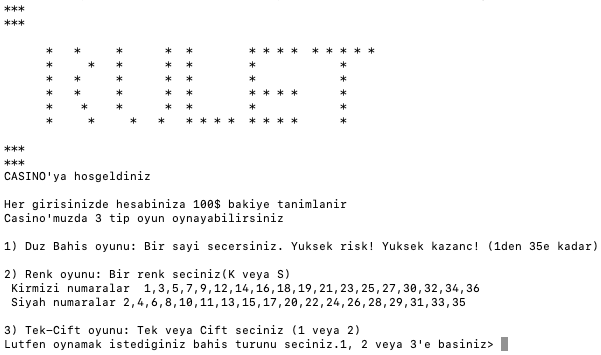 ***
***
*   *     *      *  *        * * * *  * * * * *
*     *   *      *  *        *            *
*   *     *      *  *        *            *
*   *     *      *  *        * * * *      *
*    *    *      *  *        *            *
*     *     *   *  * * * *  * * * *      *
***
***
CASINO'ya hosgeldiniz
Her girisinizde hesabiniza 100$ bakiye tanimlanir
Casino'muzda 3 tip oyun oynayabilirsiniz
1) Duz Bahis oyunu: Bir sayi secersiniz. Yuksek risk! Yuksek kazanc! (1den 35e kadar)
2) Renk oyunu: Bir renk seciniz(K veya S)
Kirmizi numaralar  1,3,5,7,9,12,14,16,18,19,21,23,25,27,30,32,34,36
Siyah numaralar 2,4,6,8,10,11,13,15,17,20,22,24,26,28,29,31,33,35
3) Tek-Cift oyunu: Tek veya Cift seciniz (1 veya 2)
Lutfen oynamak istediginiz bahis turunu seciniz.1, 2 veya 3'e basiniz>